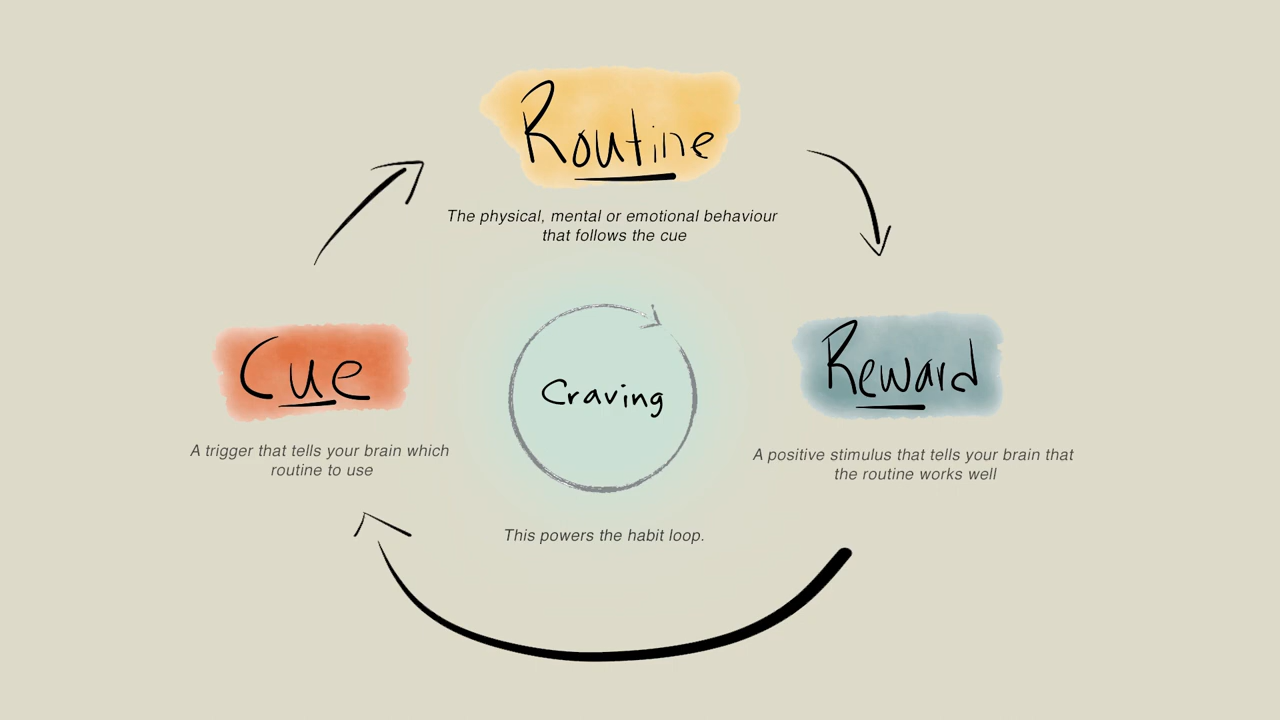 Routine
The physical, mental or emotional behaviour
that follows the cue
Cue
A trigger that tells your brain which
routine to use
Craving
This powers the habit loop.
Reward
A positive stimulus that tells your brain that
the routine works well